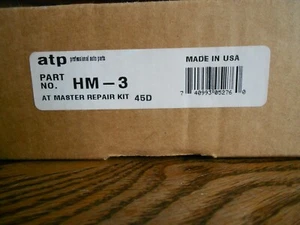 atp professional auto parts
MADE IN USA
PART NO. HM-3
AT MASTER REPAIR KIT 45D
7 40993 05276 0